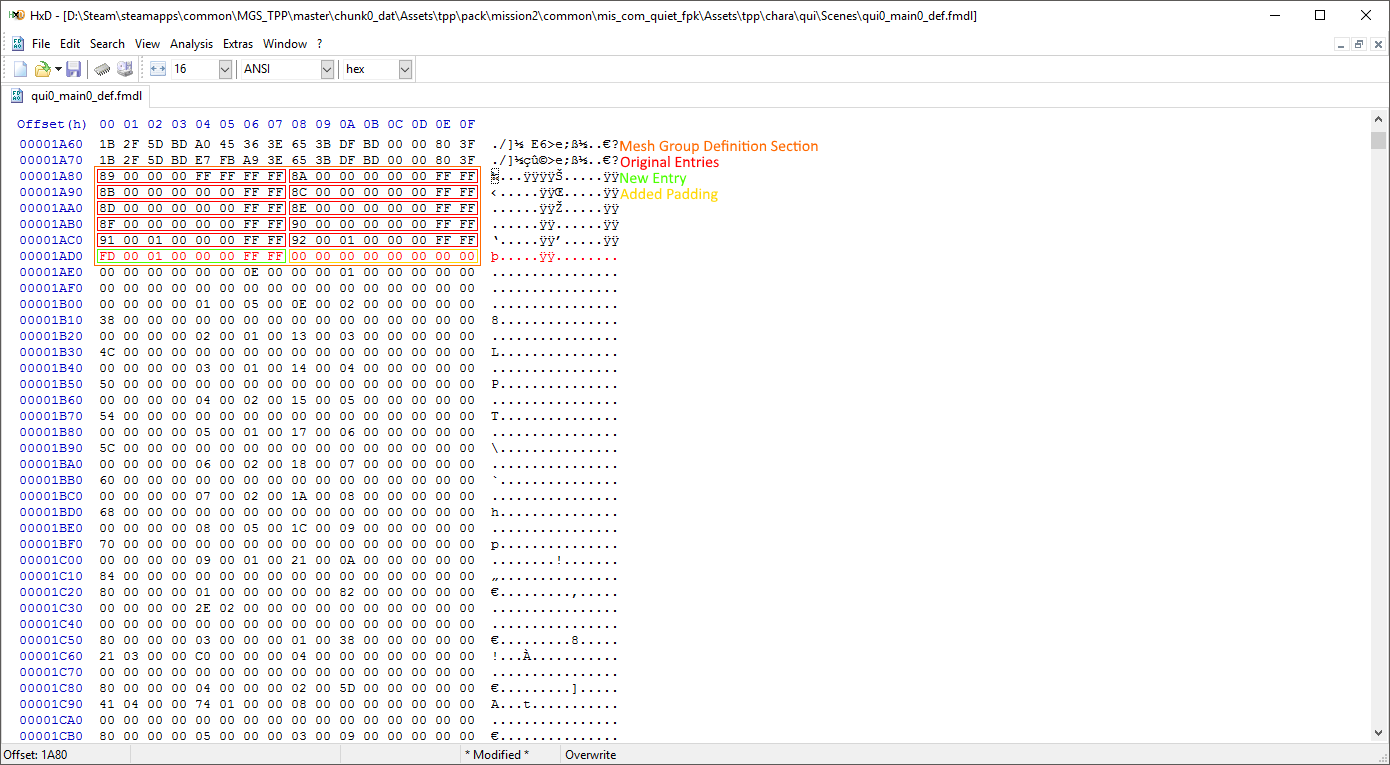 HxD - [D:\Steam\steamapps\common\MGS_TPP\master\chunk0_dat\Assets\tpp\pack\mission2\common\mis_com_quiet_fpk\Assets\tpp\chara\qui\Scenes\qui0_main0_def.fmdl]
File Edit Search View Analysis Extras Window ?
16 ANSI hex
qui0_main0_def.fmdl
Offset(h) 00 01 02 03 04 05 06 07 08 09 0A 0B 0C 0D 0E 0F
00001A60 1B 2F 5D BD A0 45 36 3E 65 3B DF BD 00 00 80 3F ./]½ E6>e;ß½..€? Mesh Group Definition Section
00001A70 1B 2F 5D BD E7 FB A9 3E 65 3B DF BD 00 00 80 3F ./]½çû©>e;ß½..€? Original Entries
00001A80 89 00 00 00 FF FF FF FF 8A 00 00 00 00 00 FF FF ‰...ÿÿÿÿŠ.....ÿÿ New Entry
00001A90 8B 00 00 00 00 00 FF FF 8C 00 00 00 00 00 FF FF ‹.....ÿÿŒ.....ÿÿ Added Padding
00001AA0 8D 00 00 00 00 00 FF FF 8E 00 00 00 00 00 FF FF ......ÿÿŽ.....ÿÿ
00001AB0 8F 00 00 00 00 00 FF FF 90 00 00 00 00 00 FF FF ......ÿÿ......ÿÿ
00001AC0 91 00 01 00 00 00 FF FF 92 00 01 00 00 00 FF FF ‘.....ÿÿ’.....ÿÿ
00001AD0 FD 00 01 00 00 00 FF FF 00 00 00 00 00 00 00 00 þ.....ÿÿ........
00001AE0 00 00 00 00 00 00 0E 00 00 00 01 00 00 00 00 00 ................
00001AF0 00 00 00 00 00 00 00 00 00 00 00 00 00 00 00 00 ................
00001B00 00 00 00 00 01 00 05 00 0E 00 02 00 00 00 00 00 ................
00001B10 38 00 00 00 00 00 00 00 00 00 00 00 00 00 00 00 8...............
00001B20 00 00 00 00 02 00 01 00 13 00 03 00 00 00 00 00 ................
00001B30 4C 00 00 00 00 00 00 00 00 00 00 00 00 00 00 00 L...............
00001B40 00 00 00 00 03 00 01 00 14 00 04 00 00 00 00 00 ................
00001B50 50 00 00 00 00 00 00 00 00 00 00 00 00 00 00 00 P...............
00001B60 00 00 00 00 04 00 02 00 15 00 05 00 00 00 00 00 ................
00001B70 54 00 00 00 00 00 00 00 00 00 00 00 00 00 00 00 T...............
00001B80 00 00 00 00 05 00 01 00 17 00 06 00 00 00 00 00 ................
00001B90 5C 00 00 00 00 00 00 00 00 00 00 00 00 00 00 00 \...............
00001BA0 00 00 00 00 06 00 02 00 18 00 07 00 00 00 00 00 ................
00001BB0 60 00 00 00 00 00 00 00 00 00 00 00 00 00 00 00 `...............
00001BC0 00 00 00 00 07 00 02 00 1A 00 08 00 00 00 00 00 ................
00001BD0 68 00 00 00 00 00 00 00 00 00 00 00 00 00 00 00 h...............
00001BE0 00 00 00 00 08 00 05 00 1C 00 09 00 00 00 00 00 ................
00001BF0 70 00 00 00 00 00 00 00 00 00 00 00 00 00 00 00 p...............
00001C00 00 00 00 00 09 00 01 00 21 00 0A 00 00 00 00 00 ........!.......
00001C10 84 00 00 00 00 00 00 00 00 00 00 00 00 00 00 00 „...............
00001C20 80 00 00 00 01 00 00 00 00 00 82 00 00 00 00 00 €.........‚.....
00001C30 00 00 00 00 2E 02 00 00 00 00 00 00 00 00 00 00 ................
00001C40 00 00 00 00 00 00 00 00 00 00 00 00 00 00 00 00 ................
00001C50 80 00 00 00 03 00 00 00 01 00 38 00 00 00 00 00 €.........8.....
00001C60 21 03 00 00 C0 00 00 00 04 00 00 00 00 00 00 00 !...À...........
00001C70 00 00 00 00 00 00 00 00 00 00 00 00 00 00 00 00 ................
00001C80 80 00 00 00 04 00 00 00 02 00 5D 00 00 00 00 00 €.........].....
00001C90 41 04 00 00 74 01 00 00 08 00 00 00 00 00 00 00 A...t...........
00001CA0 00 00 00 00 00 00 00 00 00 00 00 00 00 00 00 00 ................
00001CB0 80 00 00 00 05 00 00 00 03 00 09 00 00 00 00 00 €...............
Offset: 1A80 * Modified * Overwrite